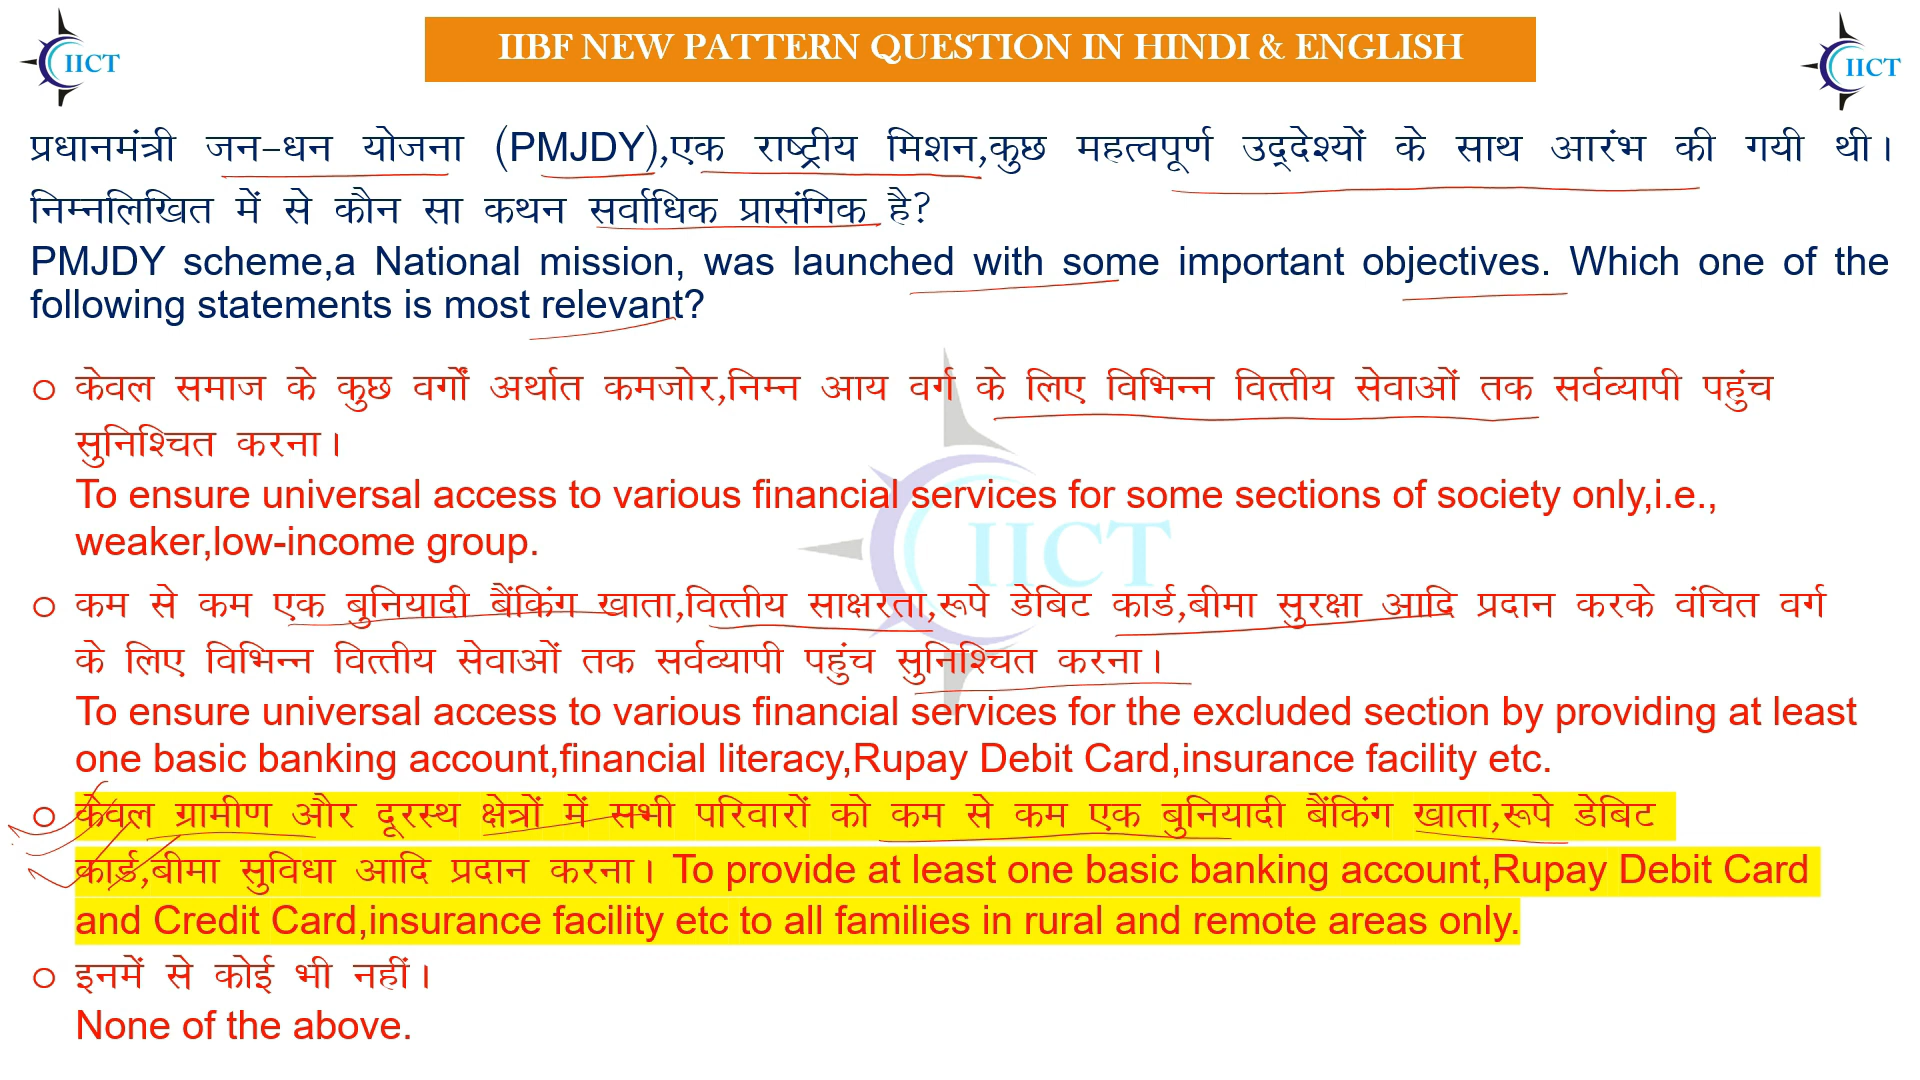 IICT
IIBF NEW PATTERN QUESTION IN HINDI & ENGLISH
IICT
प्रधानमंत्री जन-धन योजना (PMJDY),एक राष्ट्रीय मिशन,कुछ महत्वपूर्ण उद्देश्यों के साथ आरंभ की गयी थी।
निम्नलिखित में से कौन सा कथन सर्वाधिक प्रासंगिक है?
PMJDY scheme,a National mission, was launched with some important objectives. Which one of the
following statements is most relevant?
केवल समाज के कुछ वर्गों अर्थात कमजोर,निम्न आय वर्ग के लिए विभिन्न वित्तीय सेवाओं तक सर्वव्यापी पहुंच
सुनिश्चित करना।
To ensure universal access to various financial services for some sections of society only,i.e.,
weaker,low-income group.
IICT
कम से कम एक बुनियादी बैंकिंग खाता,वित्तीय साक्षरता,रूपे डेबिट कार्ड,बीमा सुरक्षा आदि प्रदान करके वंचित वर्ग
के लिए विभिन्न वित्तीय सेवाओं तक सर्वव्यापी पहुंच सुनिश्चित करना।
To ensure universal access to various financial services for the excluded section by providing at least
one basic banking account,financial literacy,Rupay Debit Card,insurance facility etc.
केवल ग्रामीण और दूरस्थ क्षेत्रों में सभी परिवारों को कम से कम एक बुनियादी बैंकिंग खाता,रूपे डेबिट
कार्ड,बीमा सुविधा आदि प्रदान करना। To provide at least one basic banking account,Rupay Debit Card
and Credit Card,insurance facility etc to all families in rural and remote areas only.
इनमें से कोई भी नहीं।
None of the above.